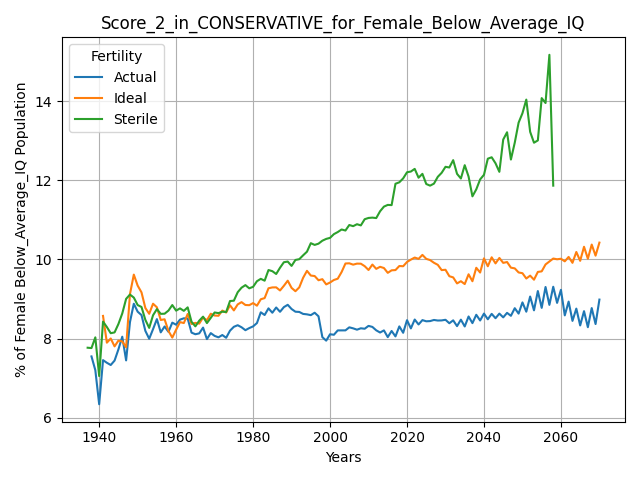 Score_2_in_CONSERVATIVE_for_Female_Below_Average_IQ
Fertility
Actual
Ideal
Sterile
% of Female Below_Average_IQ Population
14
12
10
8
6
1940
1960
1980
2000
2020
2040
2060
Years